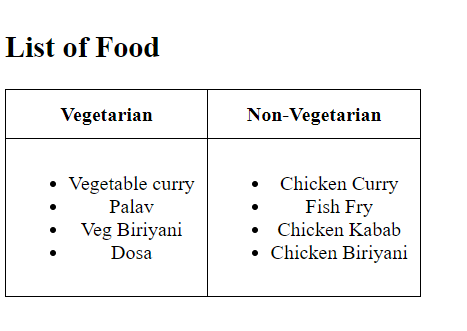 List of Food
Vegetarian Non-Vegetarian
• Vegetable curry • Chicken Curry
• Palav • Fish Fry
• Veg Biriyani • Chicken Kabab
• Dosa • Chicken Biriyani